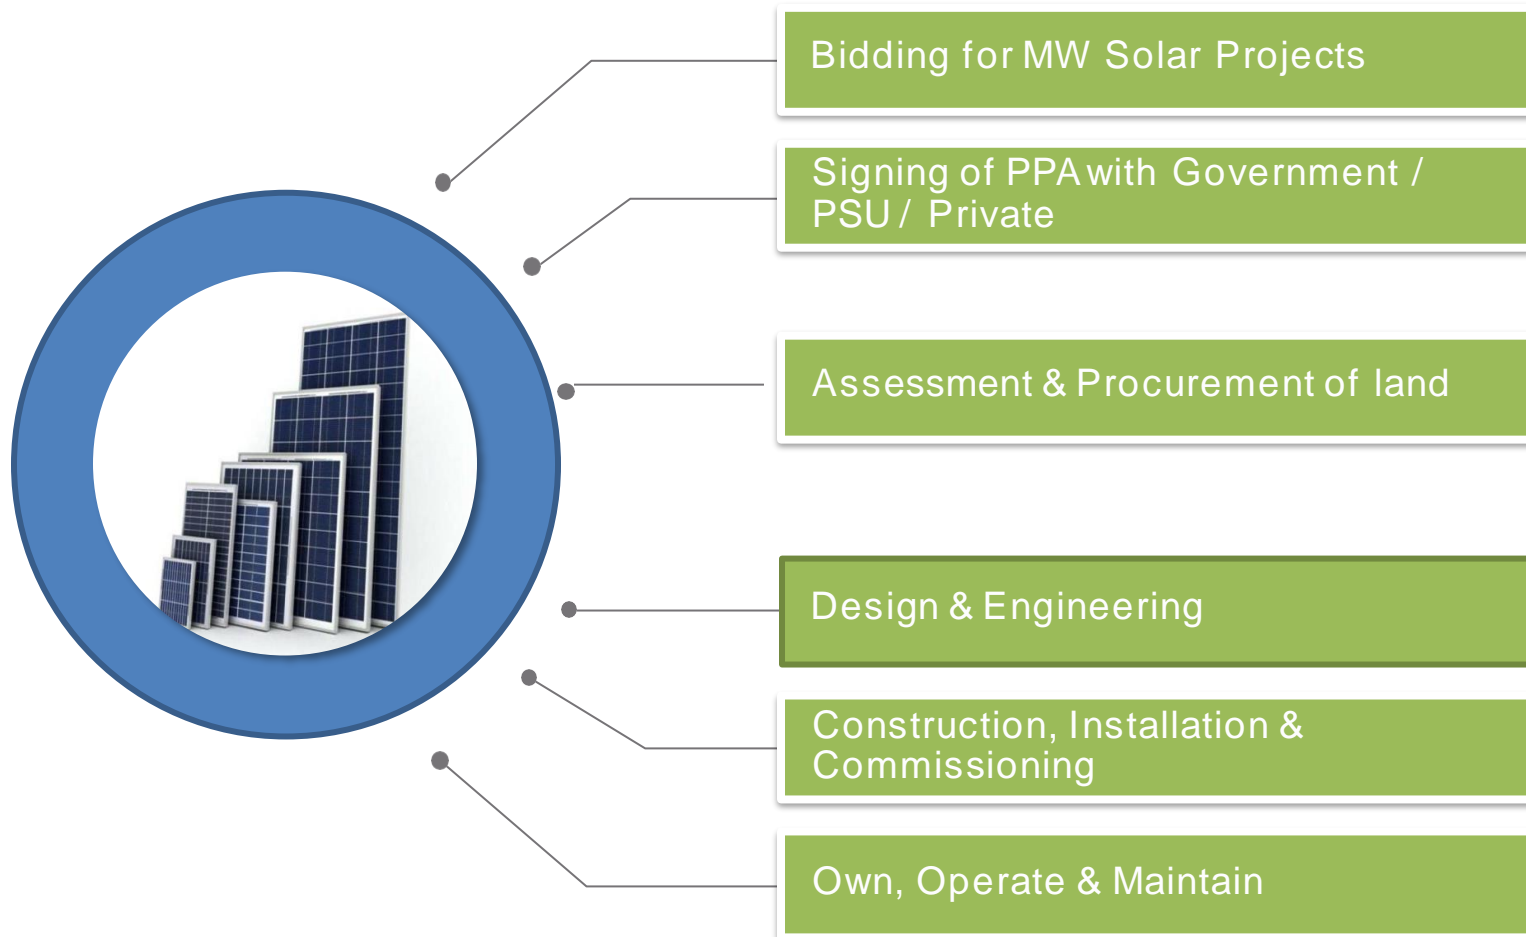 Bidding for MW Solar Projects
Signing of PPA with Government /
PSU / Private
Assessment & Procurement of land
Design & Engineering
Construction, Installation &
Commissioning
Own, Operate & Maintain